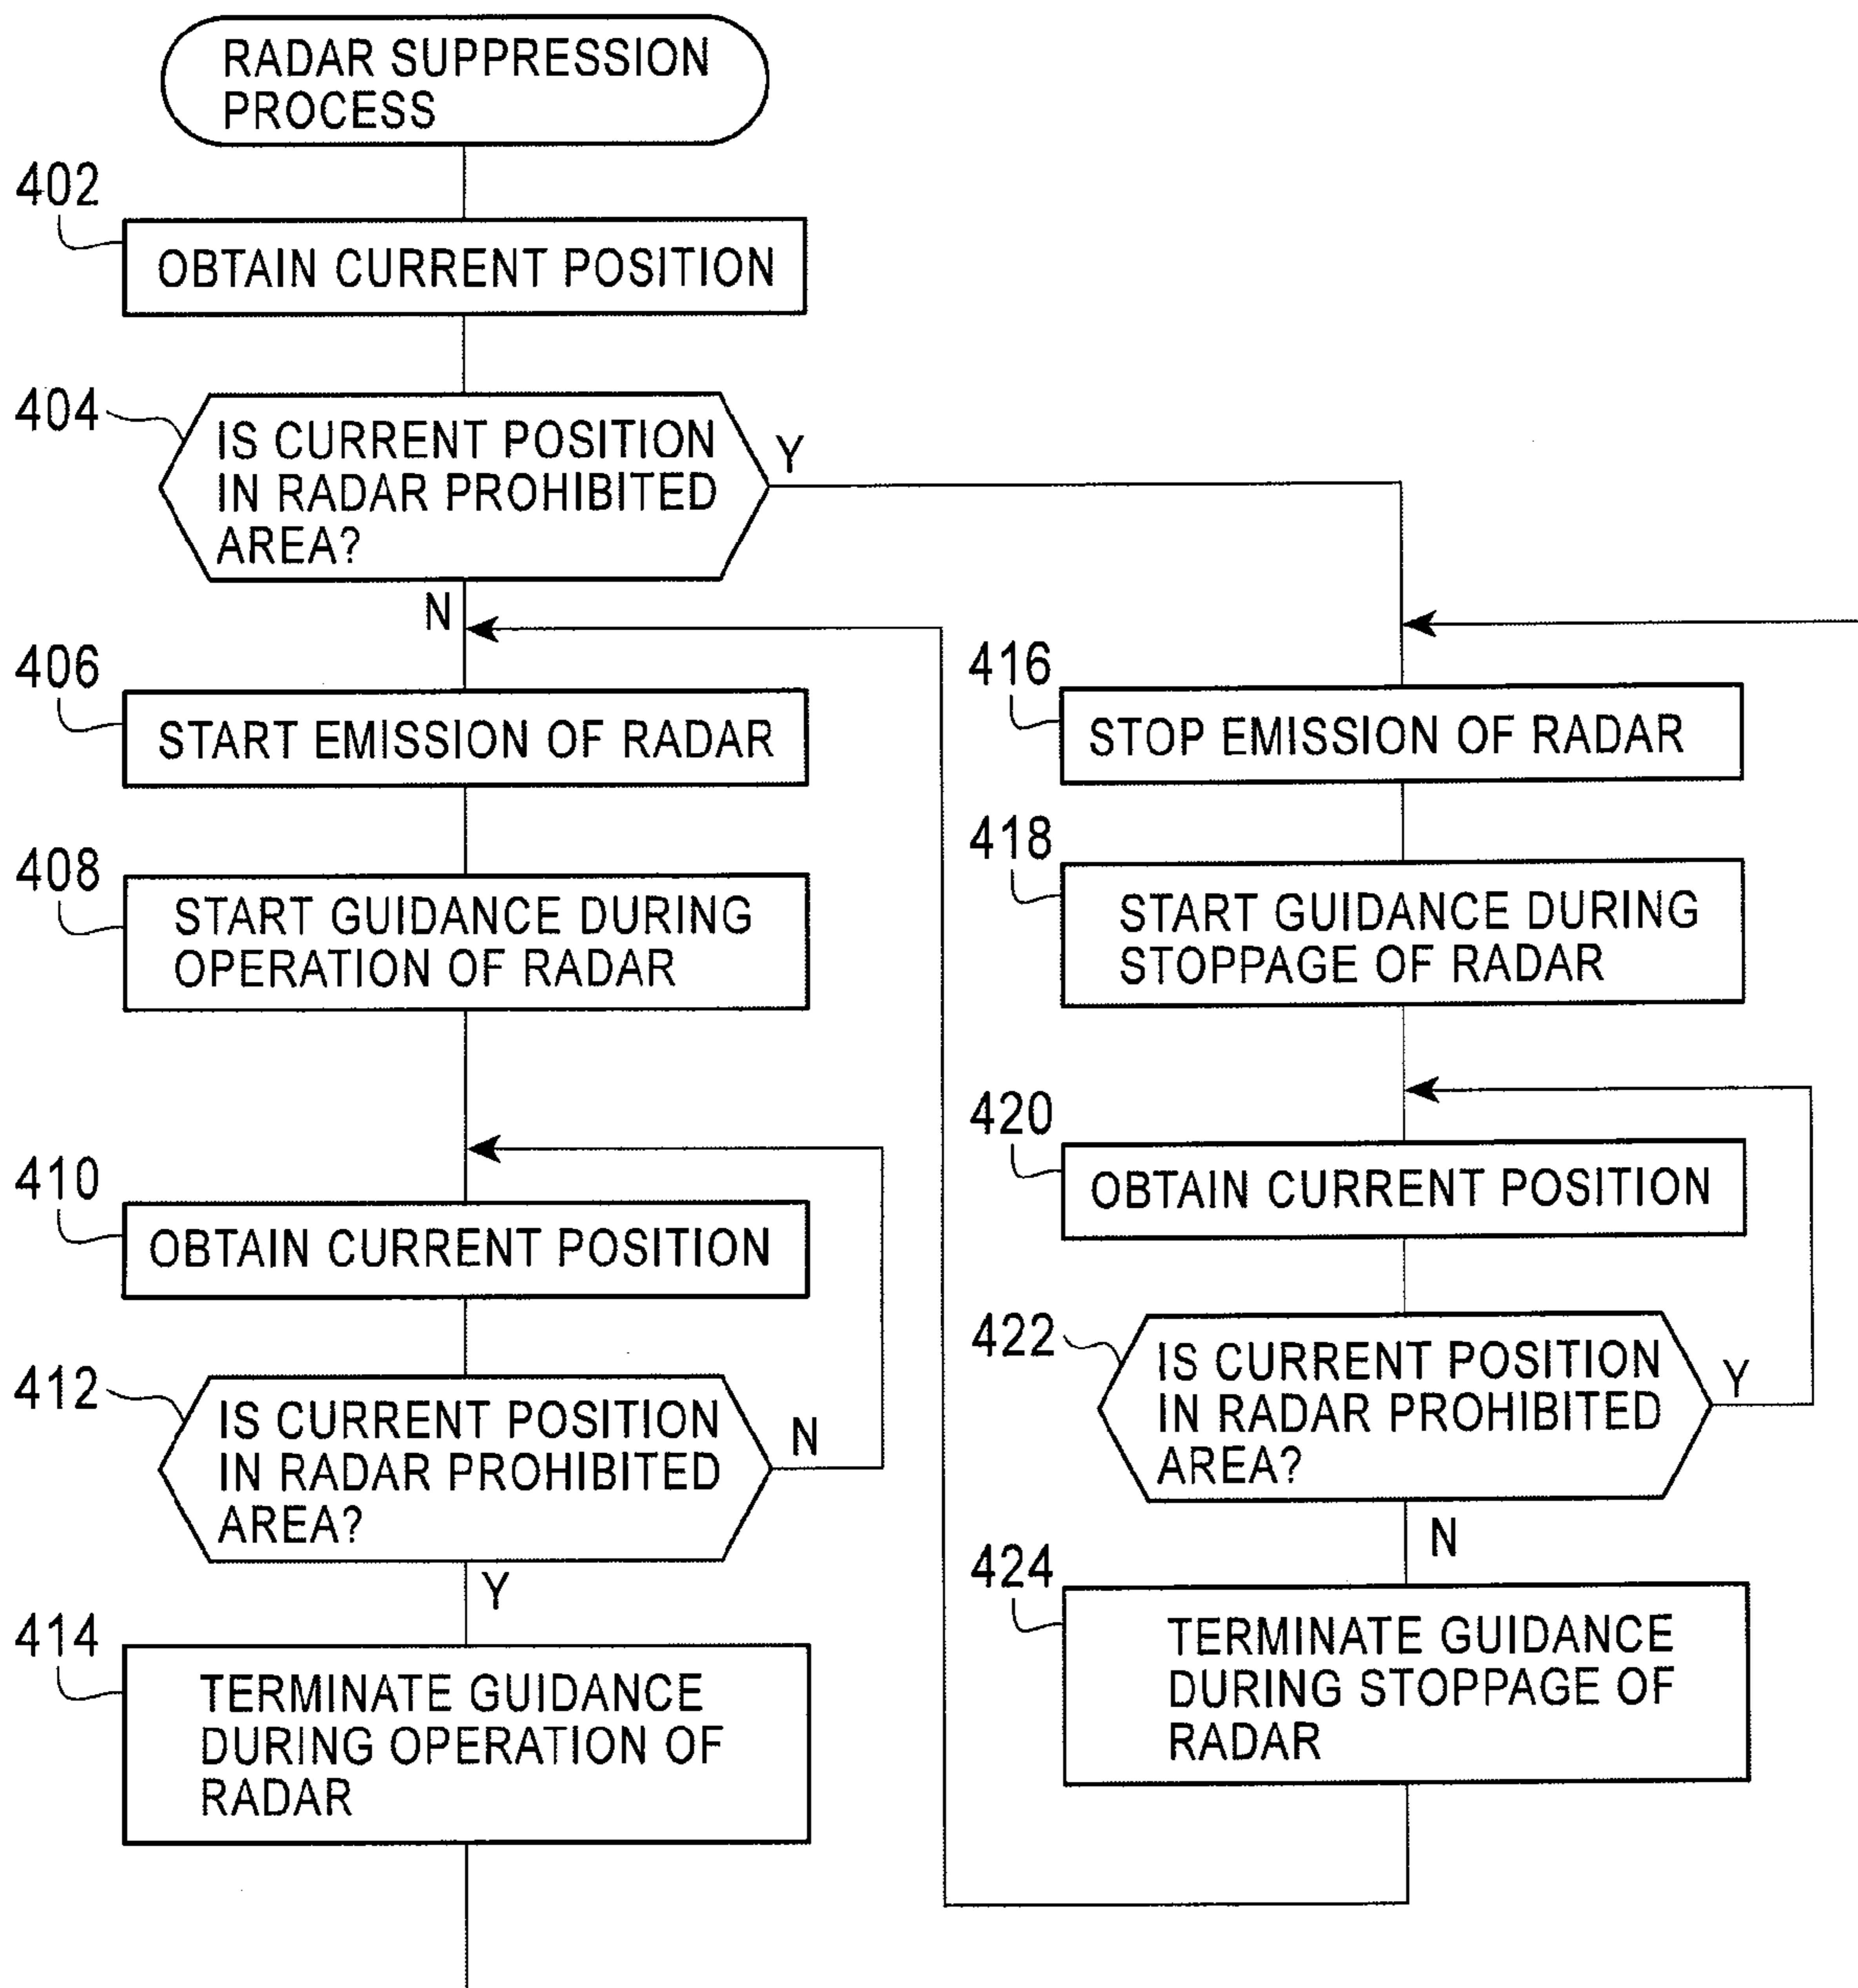 RADAR SUPPRESSION
PROCESS
402
OBTAIN CURRENT POSITION
404
IS CURRENT POSITION
IN RADAR PROHIBITED
AREA?
Y
N
406
START EMISSION OF RADAR
408
START GUIDANCE DURING
OPERATION OF RADAR
410
OBTAIN CURRENT POSITION
412
IS CURRENT POSITION
IN RADAR PROHIBITED
AREA?
N
Y
414
TERMINATE GUIDANCE
DURING OPERATION OF
RADAR
416
STOP EMISSION OF RADAR
418
START GUIDANCE DURING
STOPPAGE OF RADAR
420
OBTAIN CURRENT POSITION
422
IS CURRENT POSITION
IN RADAR PROHIBITED
AREA?
Y
N
424
TERMINATE GUIDANCE
DURING STOPPAGE OF
RADAR